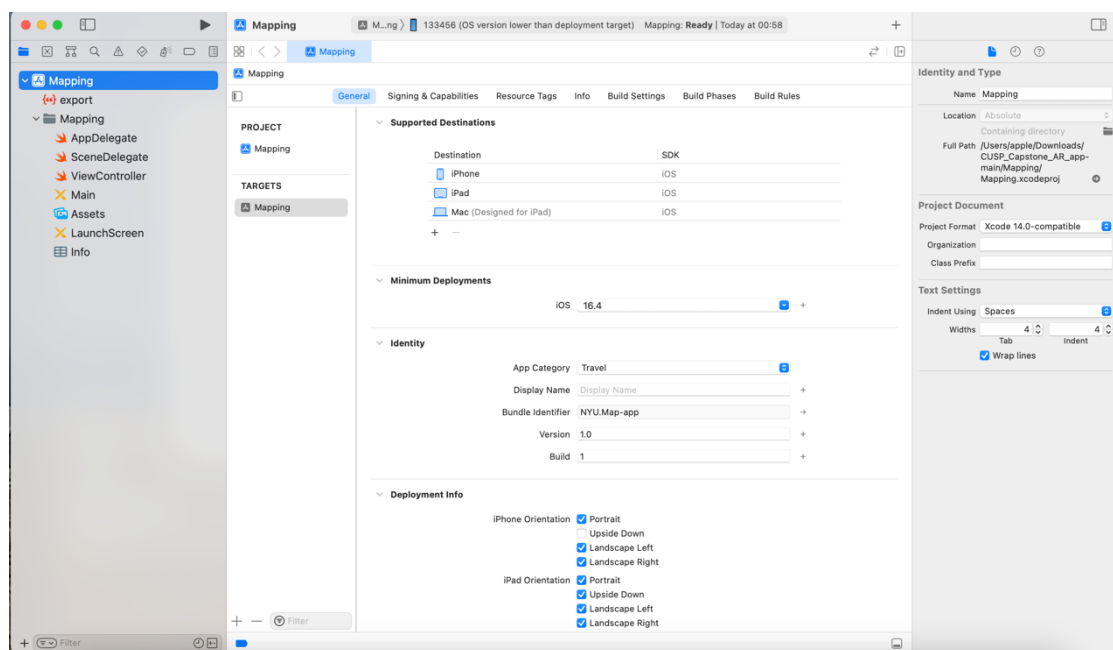 Mapping
M...ng 〉 133456 (OS version lower than deployment target) Mapping: Ready | Today at 00:58
Mapping
export
Mapping
AppDelegate
SceneDelegate
ViewController
Main
Assets
LaunchScreen
Info
Filter
Mapping
Mapping
General Signing & Capabilities Resource Tags Info Build Settings Build Phases Build Rules
PROJECT
Mapping
TARGETS
Mapping
Filter
Supported Destinations
Destination SDK
iPhone iOS
iPad iOS
Mac (Designed for iPad) iOS
Minimum Deployments
iOS 16.4
Identity
App Category Travel
Display Name Display Name
Bundle Identifier NYU.Map-app
Version 1.0
Build 1
Deployment Info
iPhone Orientation Portrait
Upside Down
Landscape Left
Landscape Right
iPad Orientation Portrait
Upside Down
Landscape Left
Landscape Right
Identity and Type
Name Mapping
Location Absolute
Containing directory
Full Path /Users/apple/Downloads/
CUSP_Capstone_AR_app-
main/Mapping/
Mapping.xcodeproj
Project Document
Project Format Xcode 14.0-compatible
Organization
Class Prefix
Text Settings
Indent Using Spaces
Widths 4 4
Tab Indent
Wrap lines